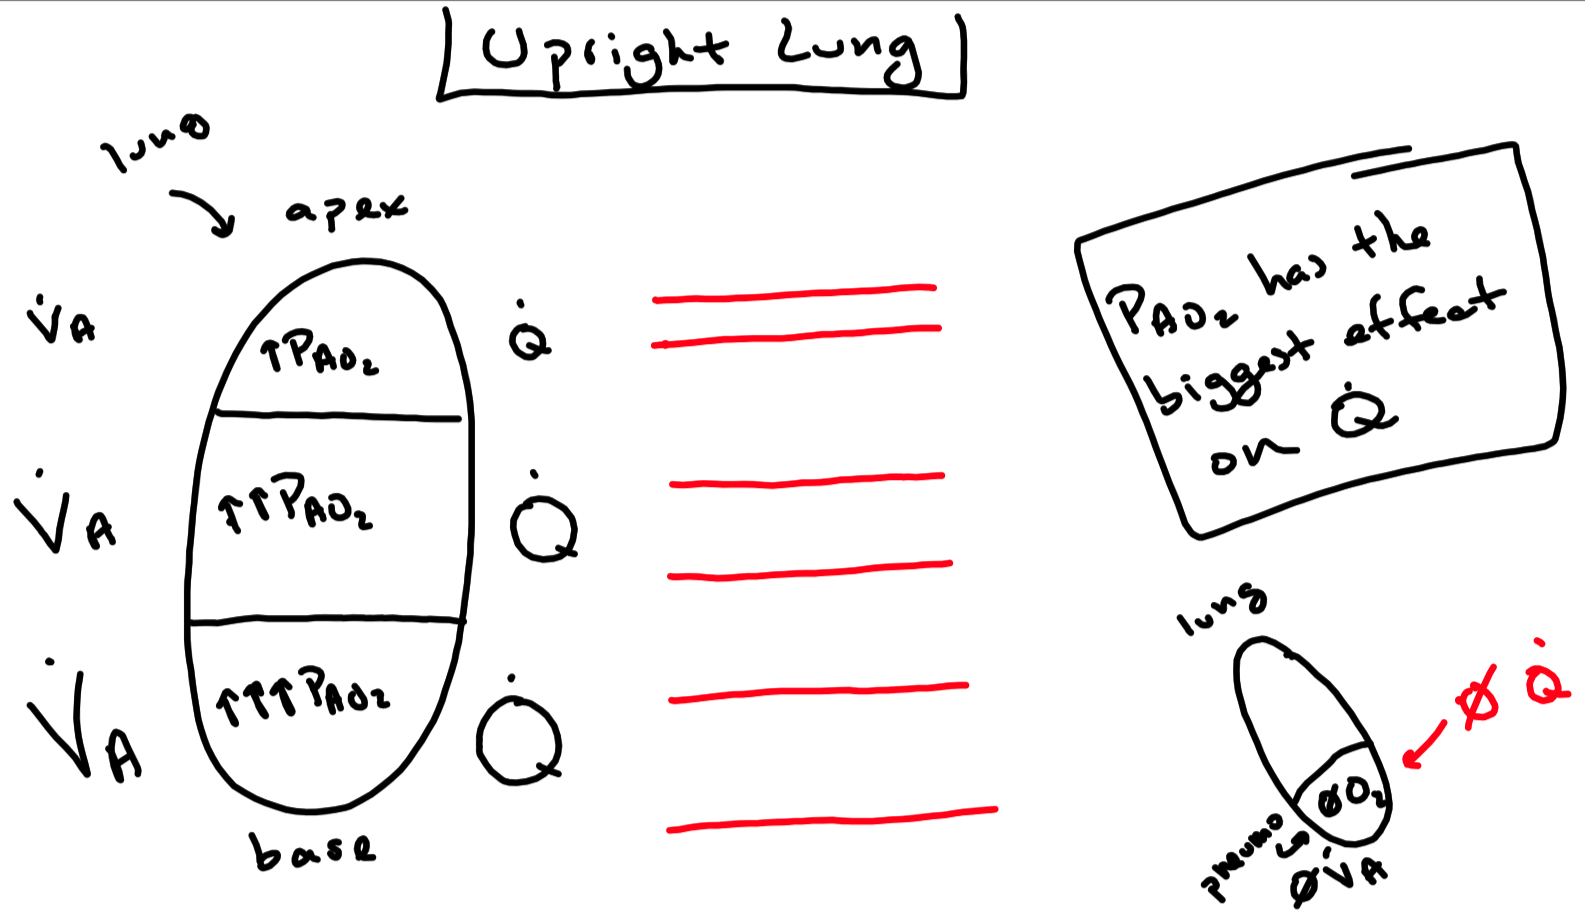 Upright Lung
lung
apex
V̇A
↑PAO₂
Q̇
V̇A
↑↑PAO₂
Q̇
V̇A
↑↑↑PAO₂
Q̇
base
PAO₂ has the
biggest effect
on Q̇
lung
Ø Q̇
ØO₂
pneumo
ØV̇A